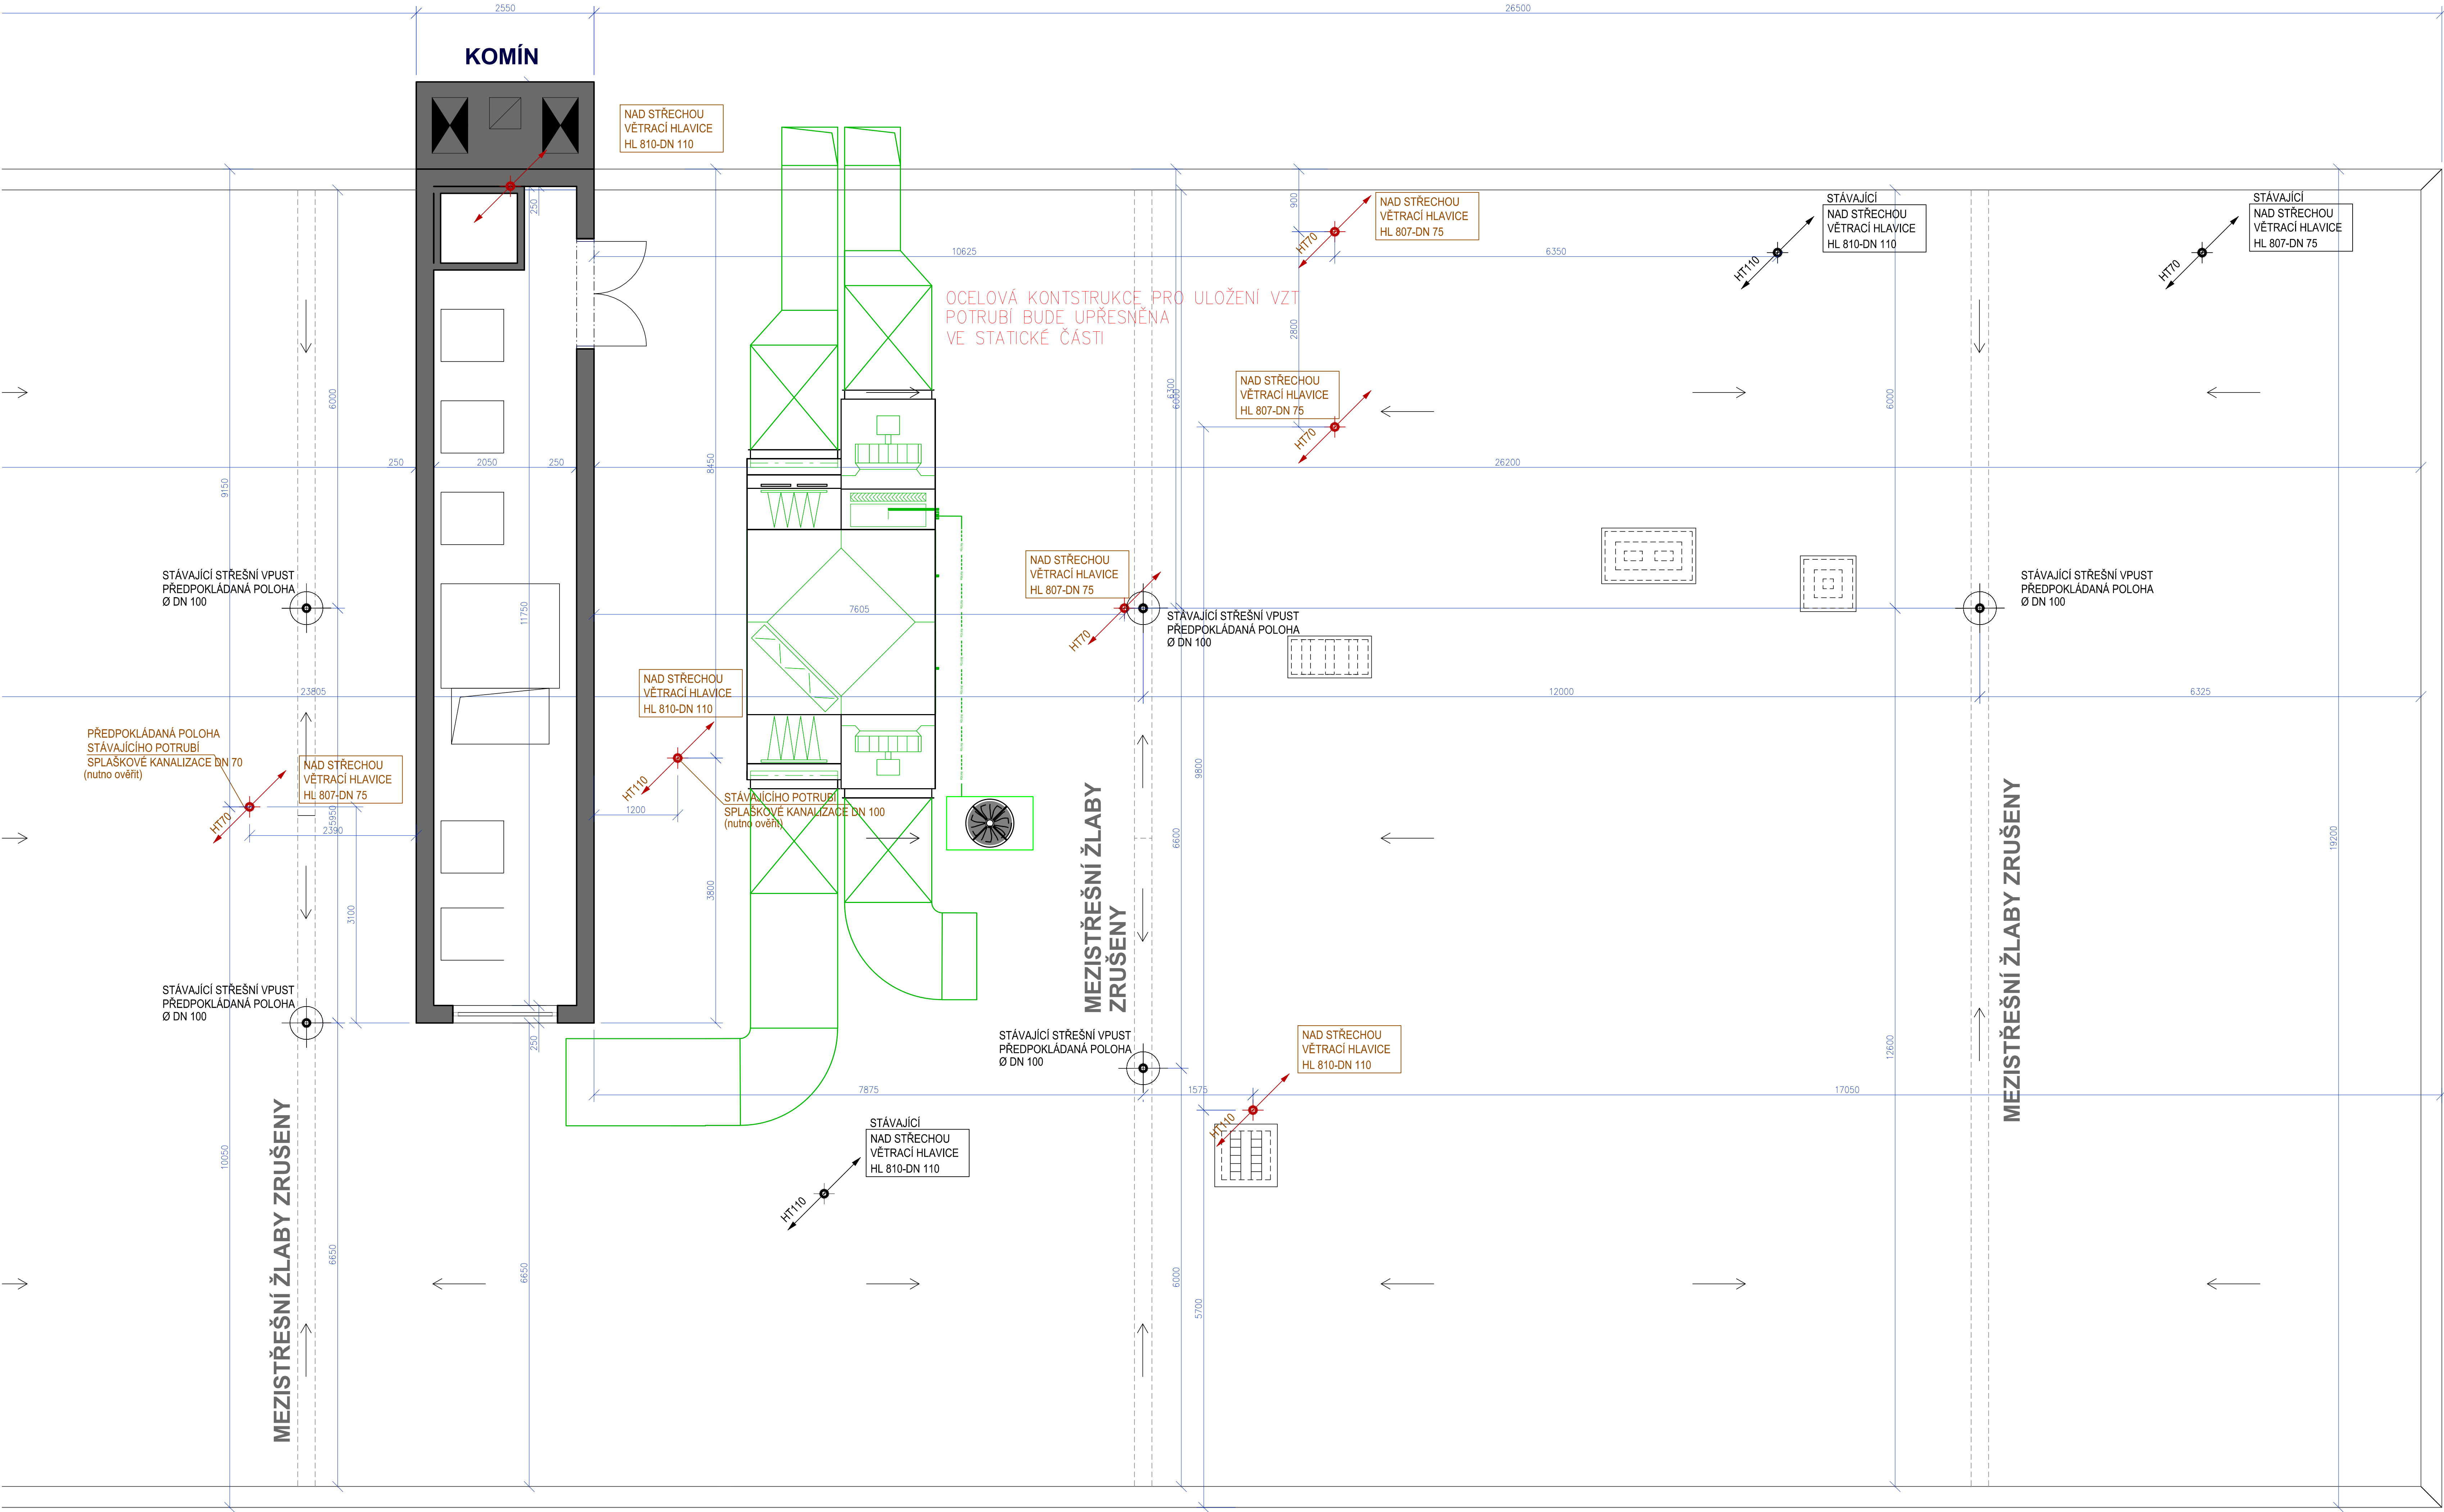 2550
26500
KOMÍN
NAD STŘECHOU
VĚTRACÍ HLAVICE
HL 810-DN 110
250
900
NAD STŘECHOU
VĚTRACÍ HLAVICE
HL 807-DN 75
HT70
STÁVAJÍCÍ
NAD STŘECHOU
VĚTRACÍ HLAVICE
HL 810-DN 110
HT110
STÁVAJÍCÍ
NAD STŘECHOU
VĚTRACÍ HLAVICE
HL 807-DN 75
HT70
10625
6350
OCELOVÁ KONTSTRUKCE PRO ULOŽENÍ VZT
POTRUBÍ BUDE UPŘESNĚNA
VE STATICKÉ ČÁSTI
2800
6000
6300
6000
6000
NAD STŘECHOU
VĚTRACÍ HLAVICE
HL 807-DN 75
HT70
250
2050
250
8450
26200
9150
NAD STŘECHOU
VĚTRACÍ HLAVICE
HL 807-DN 75
HT70
STÁVAJÍCÍ STŘEŠNÍ VPUST
PŘEDPOKLÁDANÁ POLOHA
Ø DN 100
11750
7605
STÁVAJÍCÍ STŘEŠNÍ VPUST
PŘEDPOKLÁDANÁ POLOHA
Ø DN 100
STÁVAJÍCÍ STŘEŠNÍ VPUST
PŘEDPOKLÁDANÁ POLOHA
Ø DN 100
23805
12000
6325
NAD STŘECHOU
VĚTRACÍ HLAVICE
HL 810-DN 110
HT110
PŘEDPOKLÁDANÁ POLOHA
STÁVAJÍCÍHO POTRUBÍ
SPLAŠKOVÉ KANALIZACE DN 70
(nutno ověřit)
NAD STŘECHOU
VĚTRACÍ HLAVICE
HL 807-DN 75
HT70
5950
2390
1200
STÁVAJÍCÍHO POTRUBÍ
SPLAŠKOVÉ KANALIZACE DN 100
(nutno ověřit)
9800
6600
19200
3800
3100
MEZISTŘEŠNÍ ŽLABY
ZRUŠENY
MEZISTŘEŠNÍ ŽLABY ZRUŠENY
STÁVAJÍCÍ STŘEŠNÍ VPUST
PŘEDPOKLÁDANÁ POLOHA
Ø DN 100
250
STÁVAJÍCÍ STŘEŠNÍ VPUST
PŘEDPOKLÁDANÁ POLOHA
Ø DN 100
NAD STŘECHOU
VĚTRACÍ HLAVICE
HL 810-DN 110
HT110
12600
7875
1575
17050
STÁVAJÍCÍ
NAD STŘECHOU
VĚTRACÍ HLAVICE
HL 810-DN 110
HT110
10050
MEZISTŘEŠNÍ ŽLABY ZRUŠENY
6650
6650
6000
5700